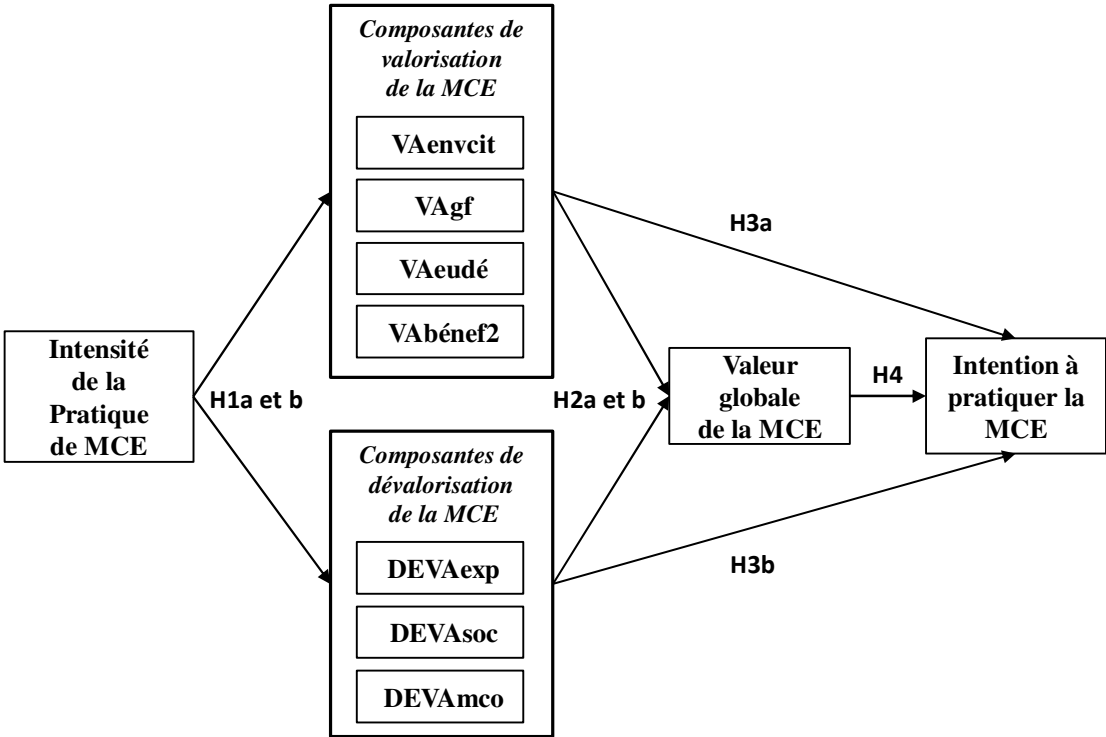 Composantes de
valorisation
de la MCE
VAenvcit
VAgf
VAeudé
VAbénef2
Intensité
de la
Pratique
de MCE
H1a et b
H2a et b
H3a
Valeur
globale
de la MCE
H4
Intention à
pratiquer la
MCE
Composantes de
dévalorisation
de la MCE
DEVAexp
DEVAsoc
DEVAmco
H3b